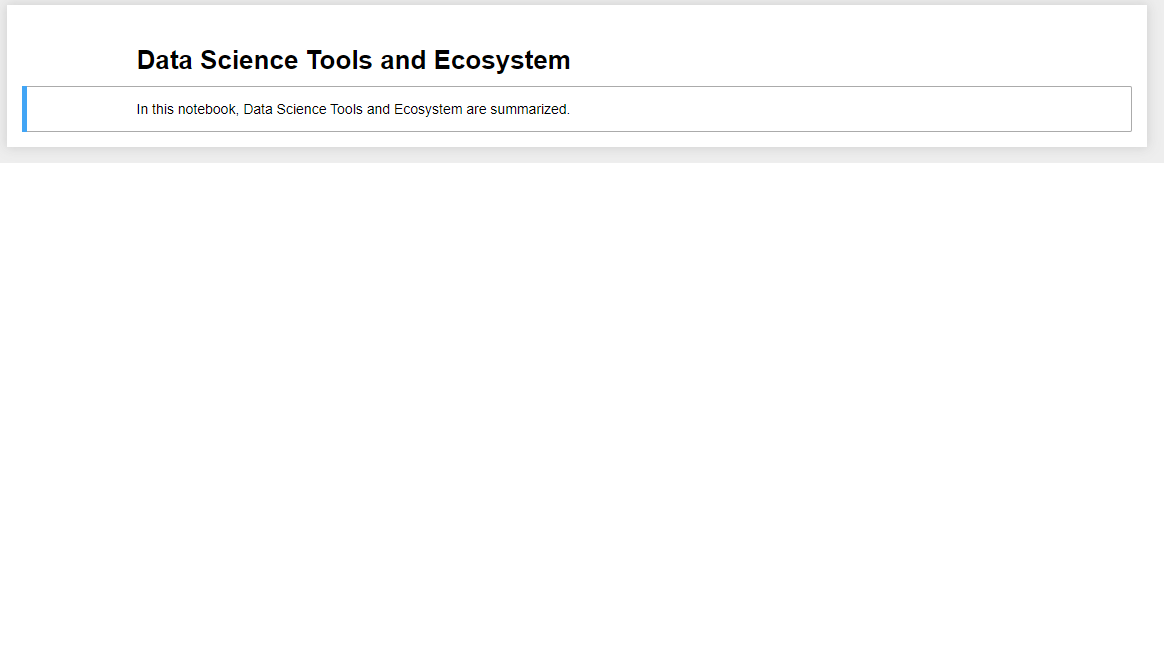 Data Science Tools and Ecosystem
In this notebook, Data Science Tools and Ecosystem are summarized.